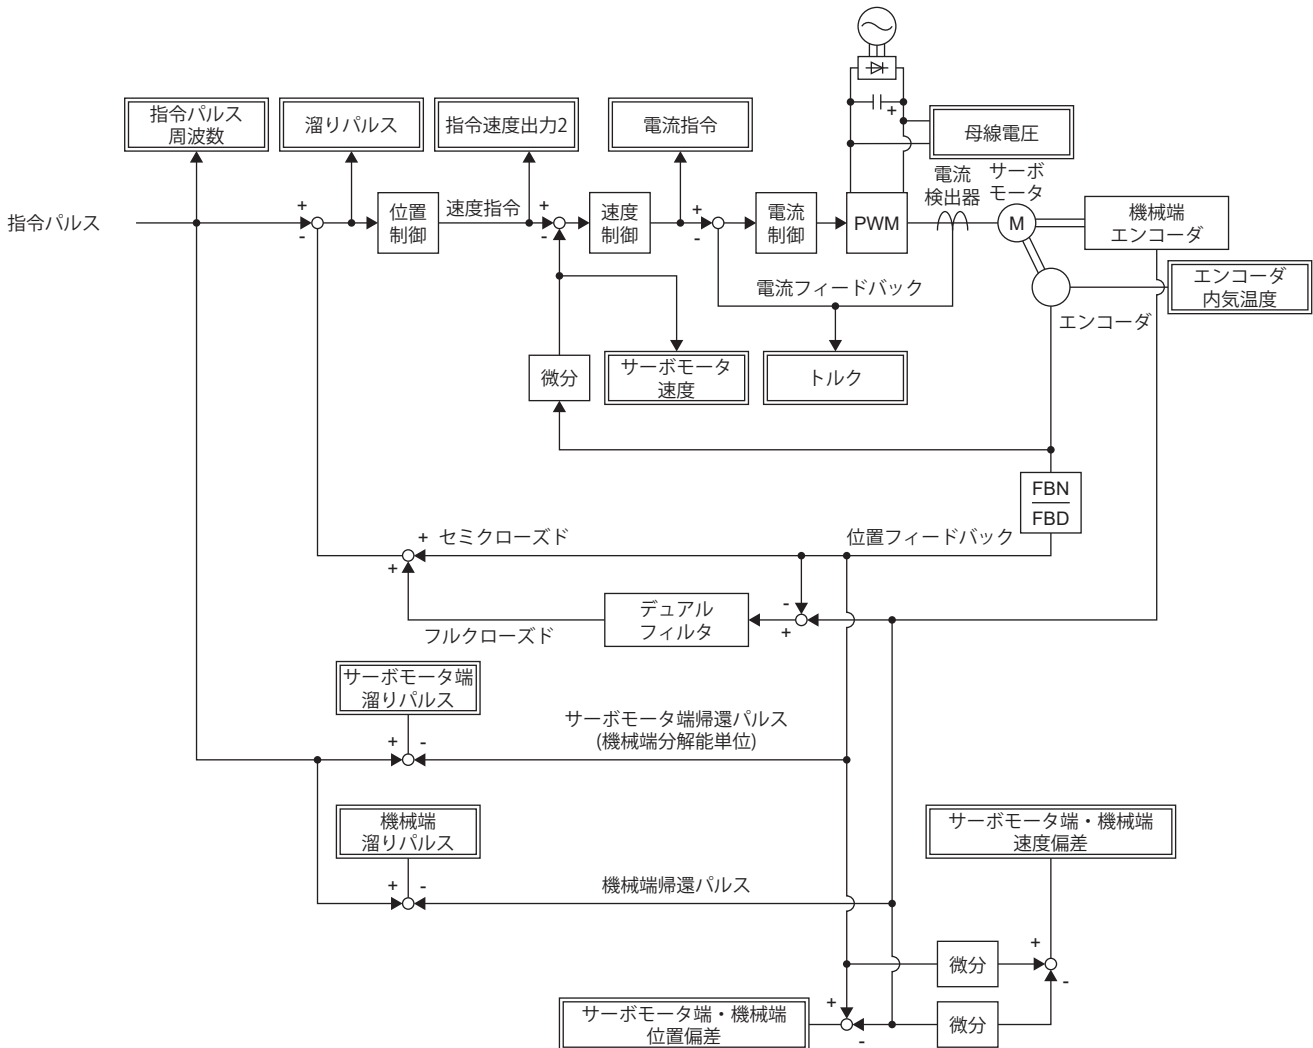 指令パルス
周波数
溜りパルス
指令速度出力2
電流指令
+
母線電圧
指令パルス
+
-
位置
制御
速度指令
+
-
速度
制御
+
-
電流
制御
PWM
電流
検出器
サーボ
モータ
M
機械端
エンコーダ
エンコーダ
内気温度
エンコーダ
電流フィードバック
微分
サーボモータ
速度
トルク
FBN
FBD
+
セミクローズド
位置フィードバック
+
-
+
デュアル
フィルタ
フルクローズド
サーボモータ端
溜りパルス
サーボモータ端帰還パルス
(機械端分解能単位)
+
-
機械端
溜りパルス
機械端帰還パルス
+
-
サーボモータ端・機械端
速度偏差
微分
+
-
サーボモータ端・機械端
位置偏差
+
-
微分